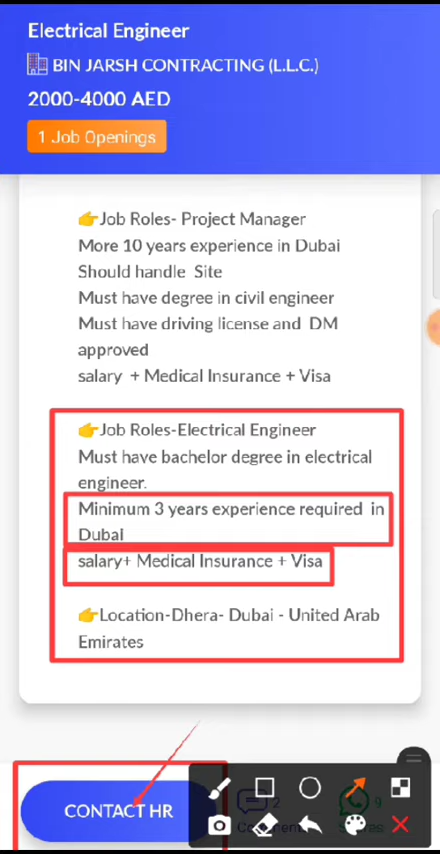 Electrical Engineer
BIN JARSH CONTRACTING (L.L.C.)
2000-4000 AED
1 Job Openings
👉Job Roles- Project Manager
More 10 years experience in Dubai
Should handle Site
Must have degree in civil engineer
Must have driving license and DM
approved
salary + Medical Insurance + Visa
👉Job Roles-Electrical Engineer
Must have bachelor degree in electrical
engineer.
Minimum 3 years experience required in
Dubai
salary+ Medical Insurance + Visa
👉Location-Dhera- Dubai - United Arab
Emirates
CONTACT HR
2
9